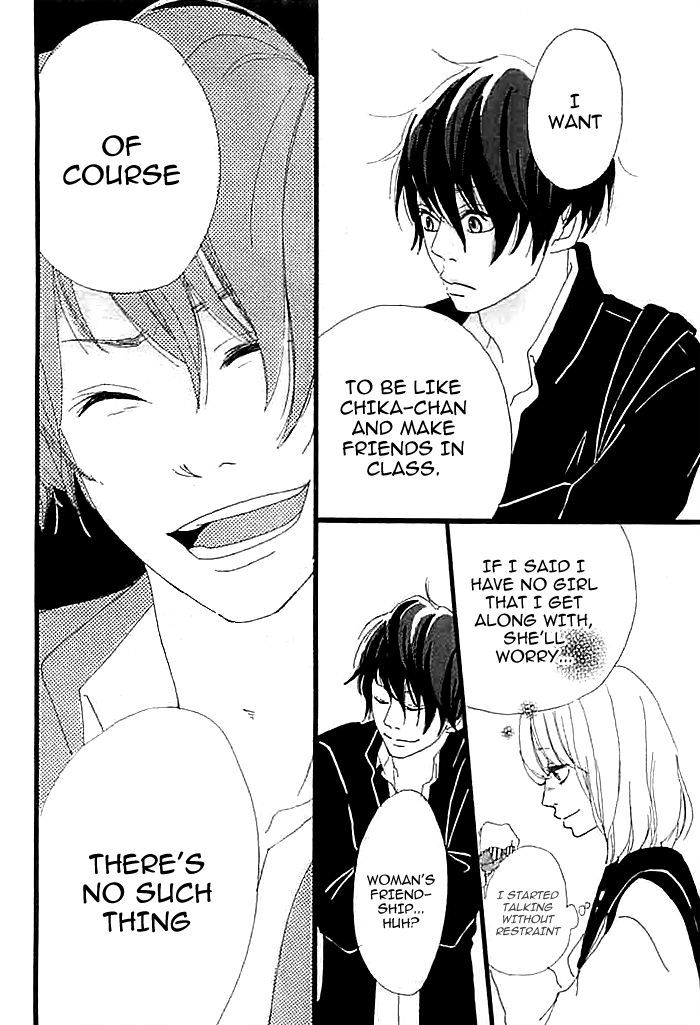 I
WANT
TO BE LIKE
CHIKA-CHAN
AND MAKE
FRIENDS IN
CLASS.
IF I SAID I
HAVE NO GIRL
THAT I GET
ALONG WITH,
SHE'LL
WORRY...
I STARTED
TALKING
WITHOUT
RESTRAINT
WOMAN'S
FRIEND-
SHIP...
HUH?
OF
COURSE
THERE'S
NO SUCH
THING